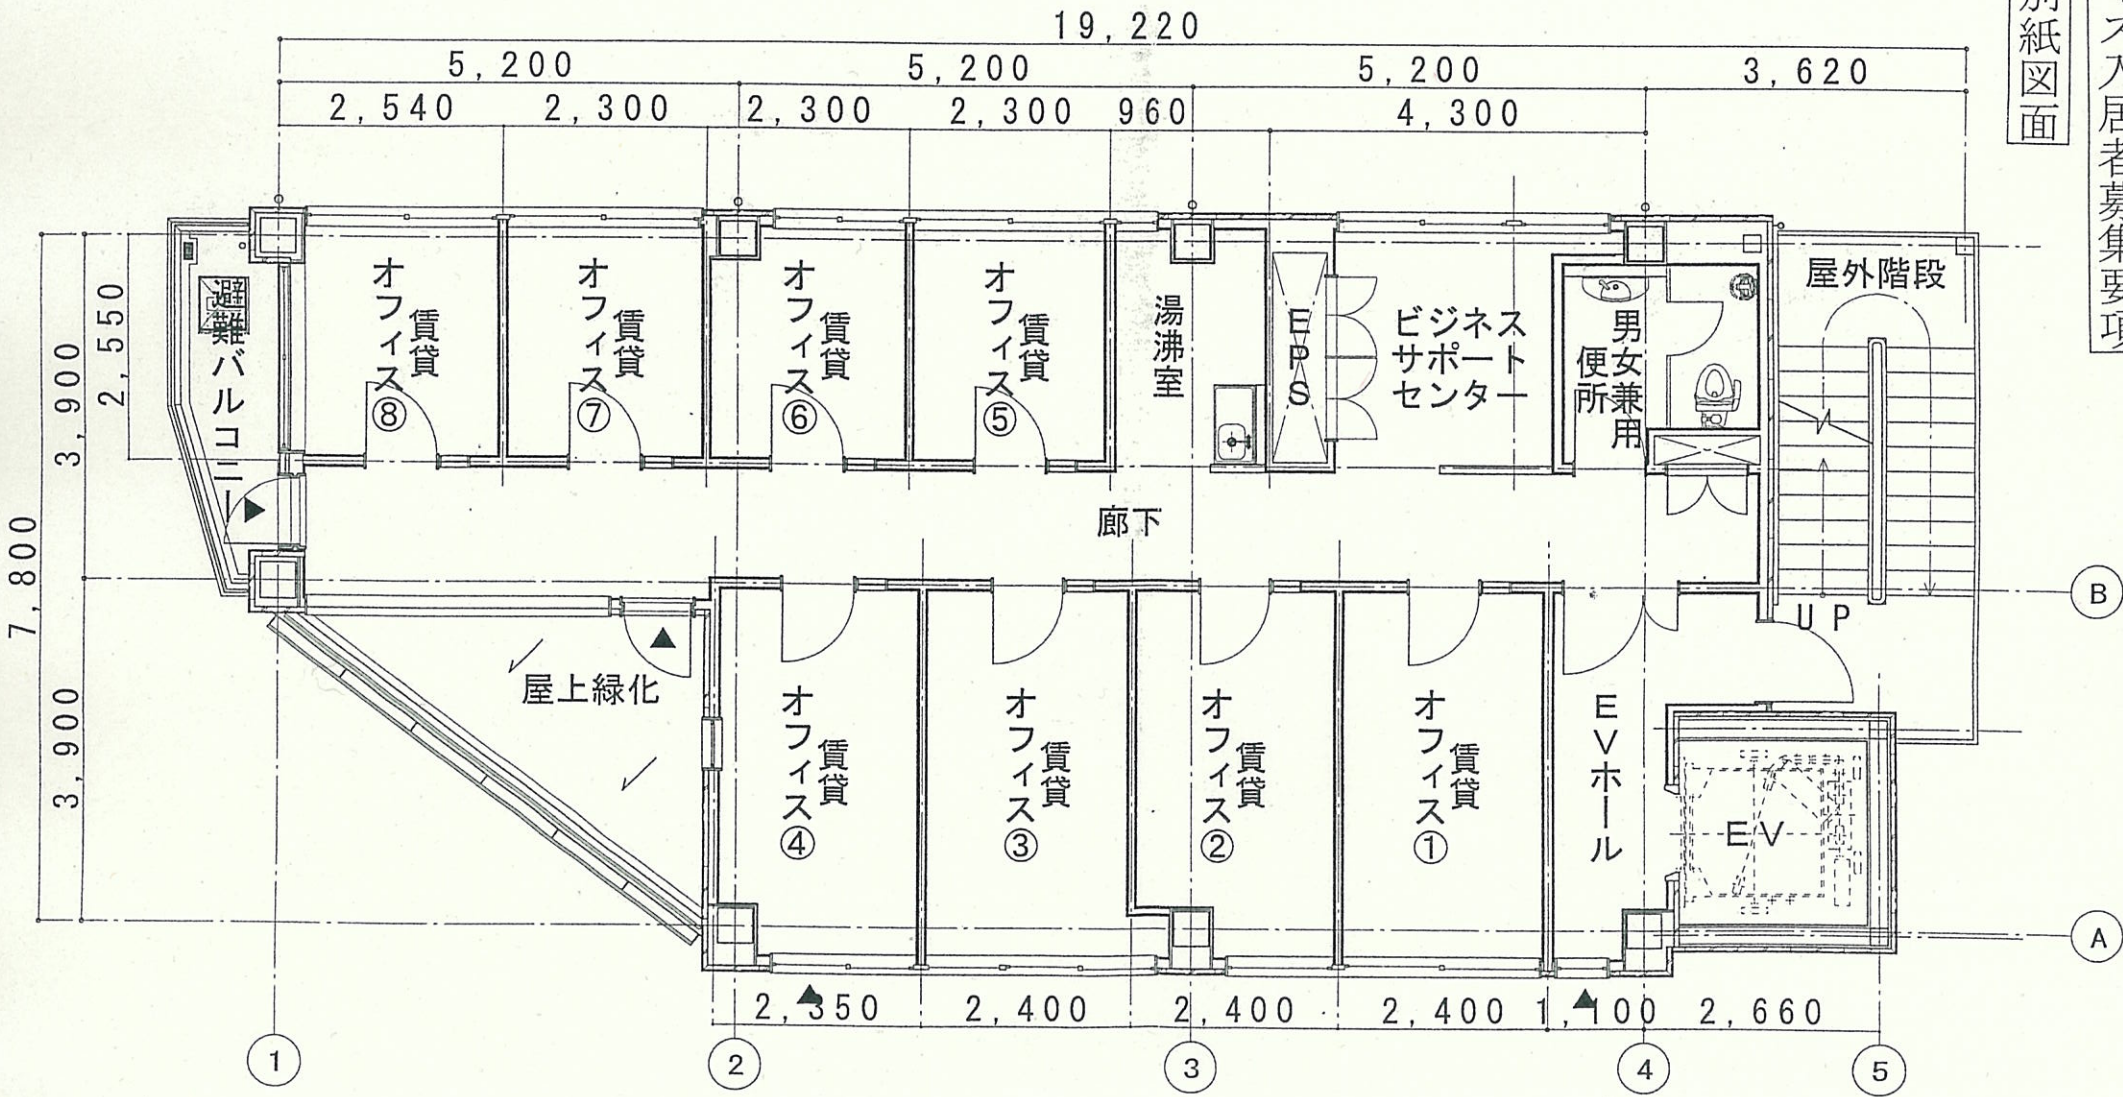 別紙図面
ス入居者募集要項
19,220
5,200
5,200
5,200
3,620
2,540
2,300
2,300
2,300
960
4,300
7,800
3,900
2,550
3,900
避難バルコニー
賃貸
オフィス⑧
賃貸
オフィス⑦
賃貸
オフィス⑥
賃貸
オフィス⑤
湯沸室
EPS
ビジネス
サポート
センター
男女兼用
便所
屋外階段
UP
廊下
屋上緑化
賃貸
オフィス④
賃貸
オフィス③
賃貸
オフィス②
賃貸
オフィス①
EVホール
EV
B
A
2,350
2,400
2,400
2,400
1,100
2,660
1
2
3
4
5